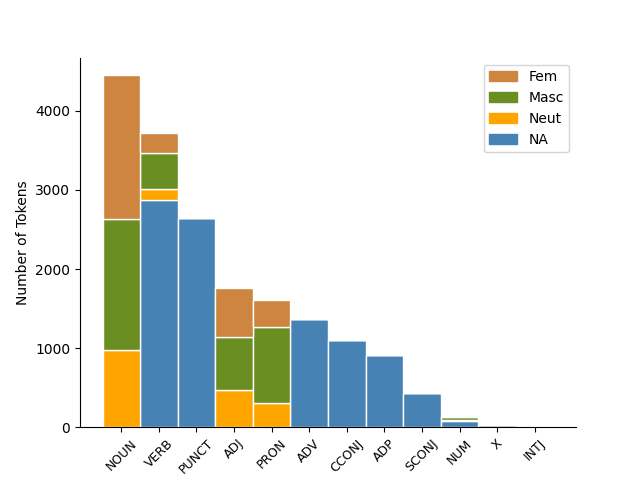 Fem
Masc
Neut
NA
Number of Tokens
4000
3000
2000
1000
0
NOUN
VERB
PUNCT
ADJ
PRON
ADV
CCONJ
ADP
SCONJ
NUM
X
INTJ